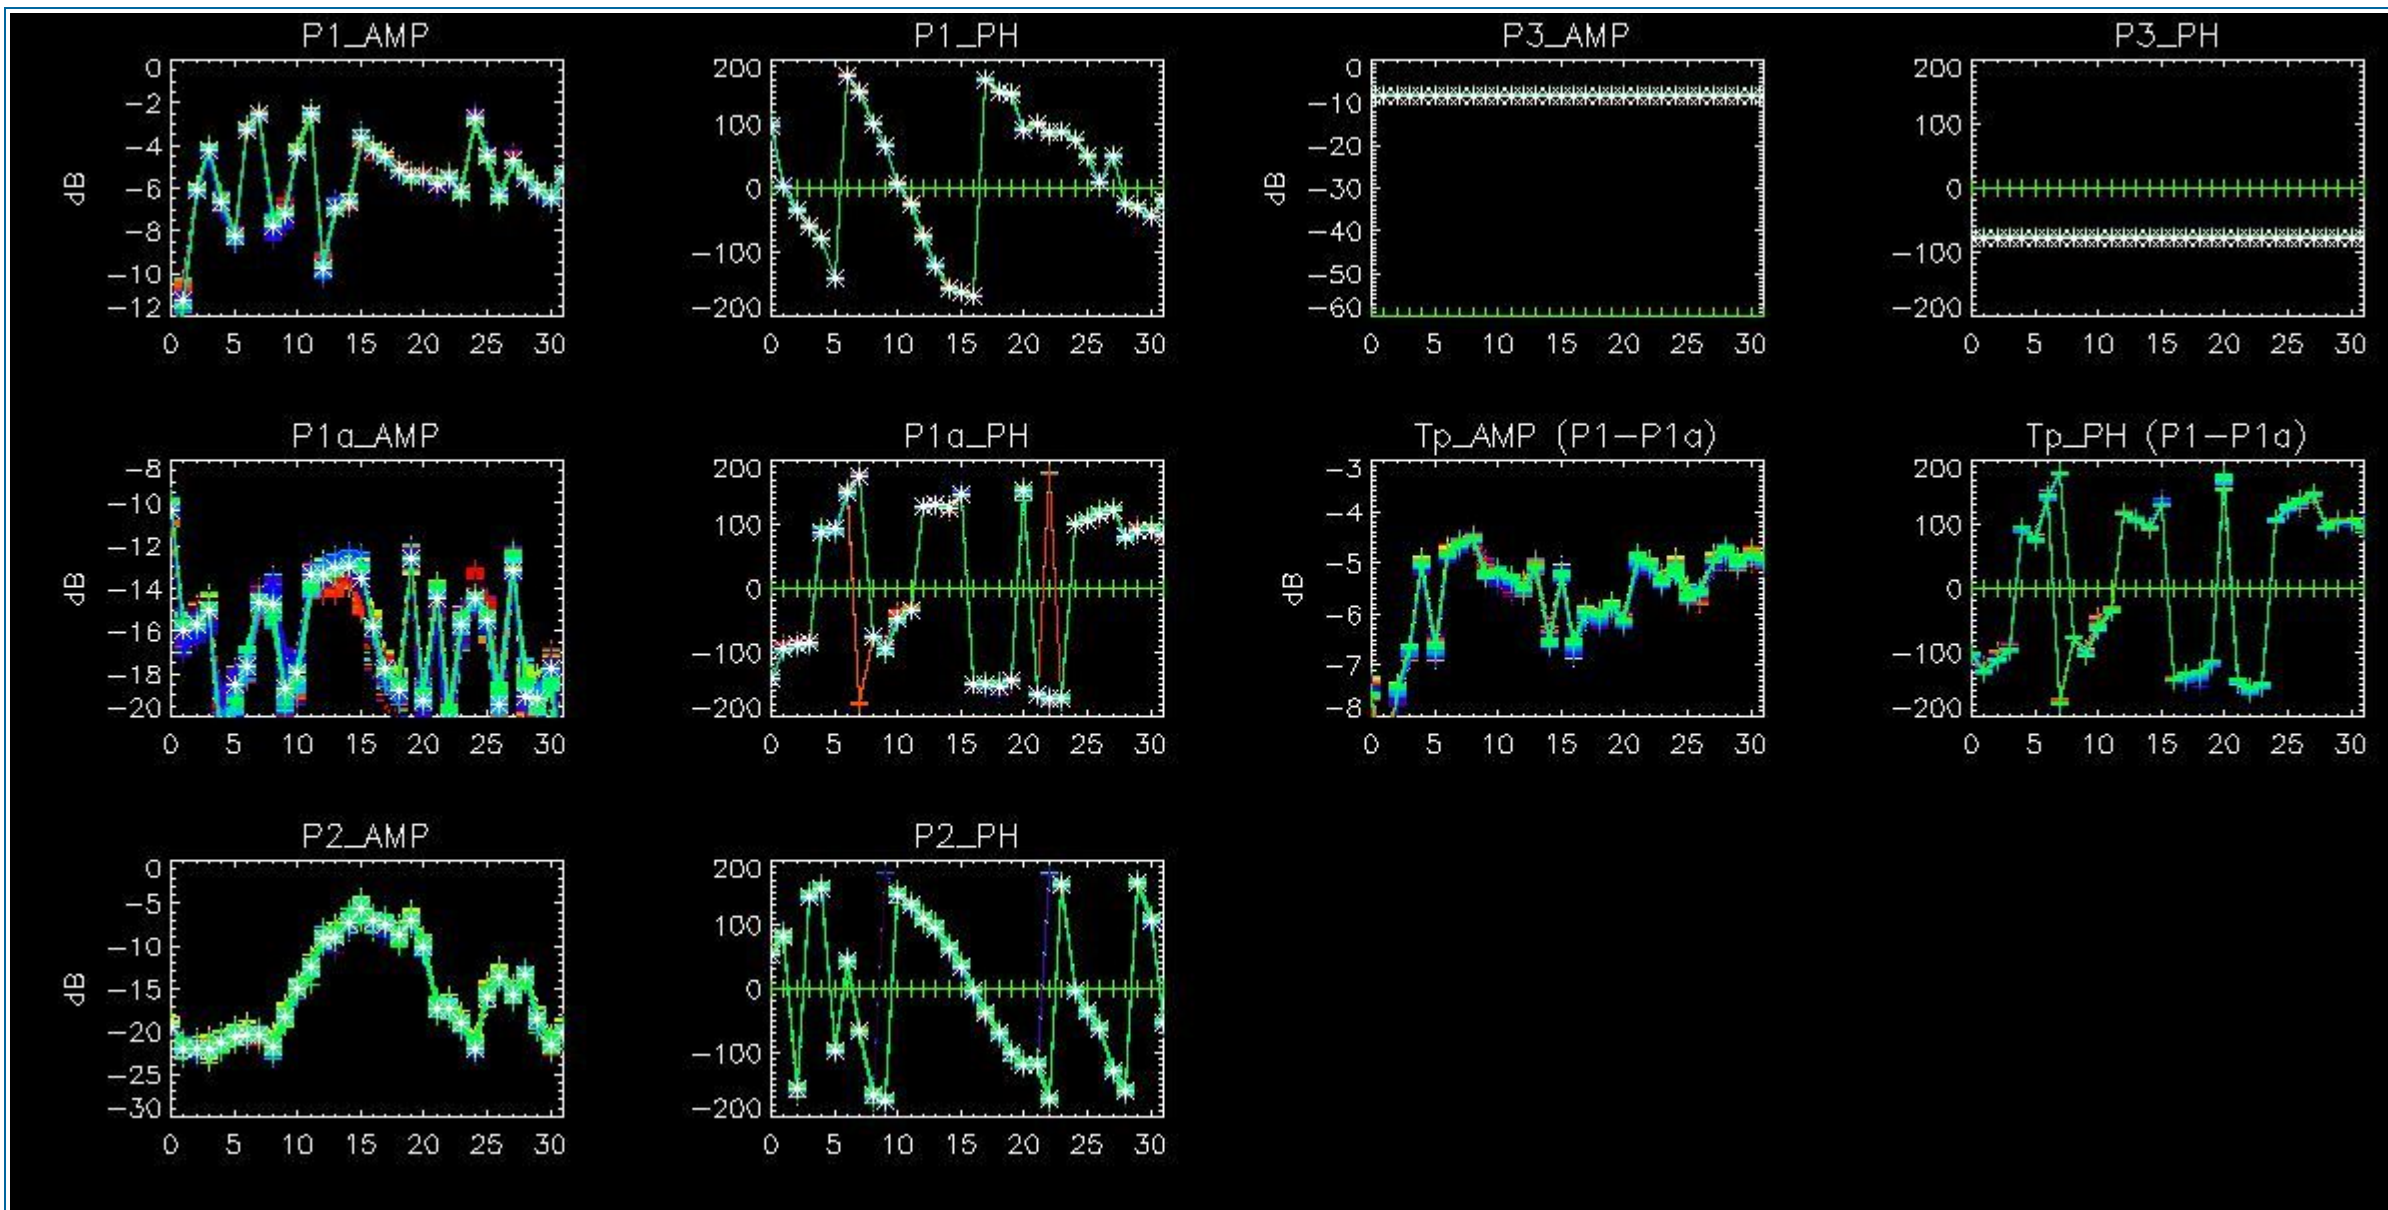 P1_AMP
0
−2
−4
−6
−8
−10
−12
dB
0 5 10 15 20 25 30
P1_PH
200
100
0
−100
−200
0 5 10 15 20 25 30
P3_AMP
0
−10
−20
−30
−40
−50
−60
dB
0 5 10 15 20 25 30
P3_PH
200
100
0
−100
−200
0 5 10 15 20 25 30
P1a_AMP
−8
−10
−12
−14
−16
−18
−20
dB
0 5 10 15 20 25 30
P1a_PH
200
100
0
−100
−200
0 5 10 15 20 25 30
Tp_AMP (P1−P1a)
−3
−4
−5
−6
−7
−8
dB
0 5 10 15 20 25 30
Tp_PH (P1−P1a)
200
100
0
−100
−200
0 5 10 15 20 25 30
P2_AMP
0
−5
−10
−15
−20
−25
−30
dB
0 5 10 15 20 25 30
P2_PH
200
100
0
−100
−200
0 5 10 15 20 25 30